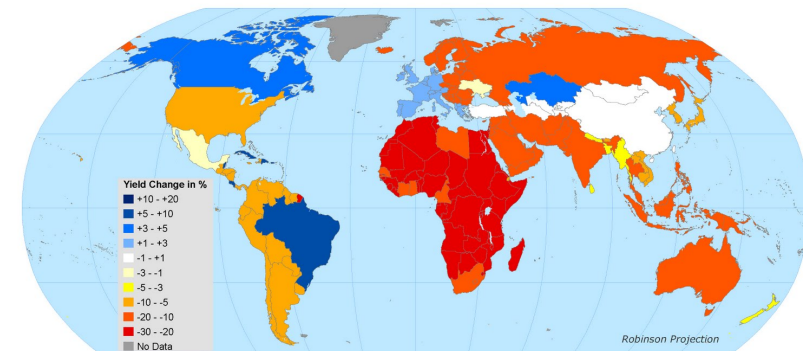 Yield Change in %
+10 - +20
+5 - +10
+3 - +5
+1 - +3
-1 - +1
-3 - -1
-5 - -3
-10 - -5
-20 - -10
-30 - -20
No Data
Robinson Projection